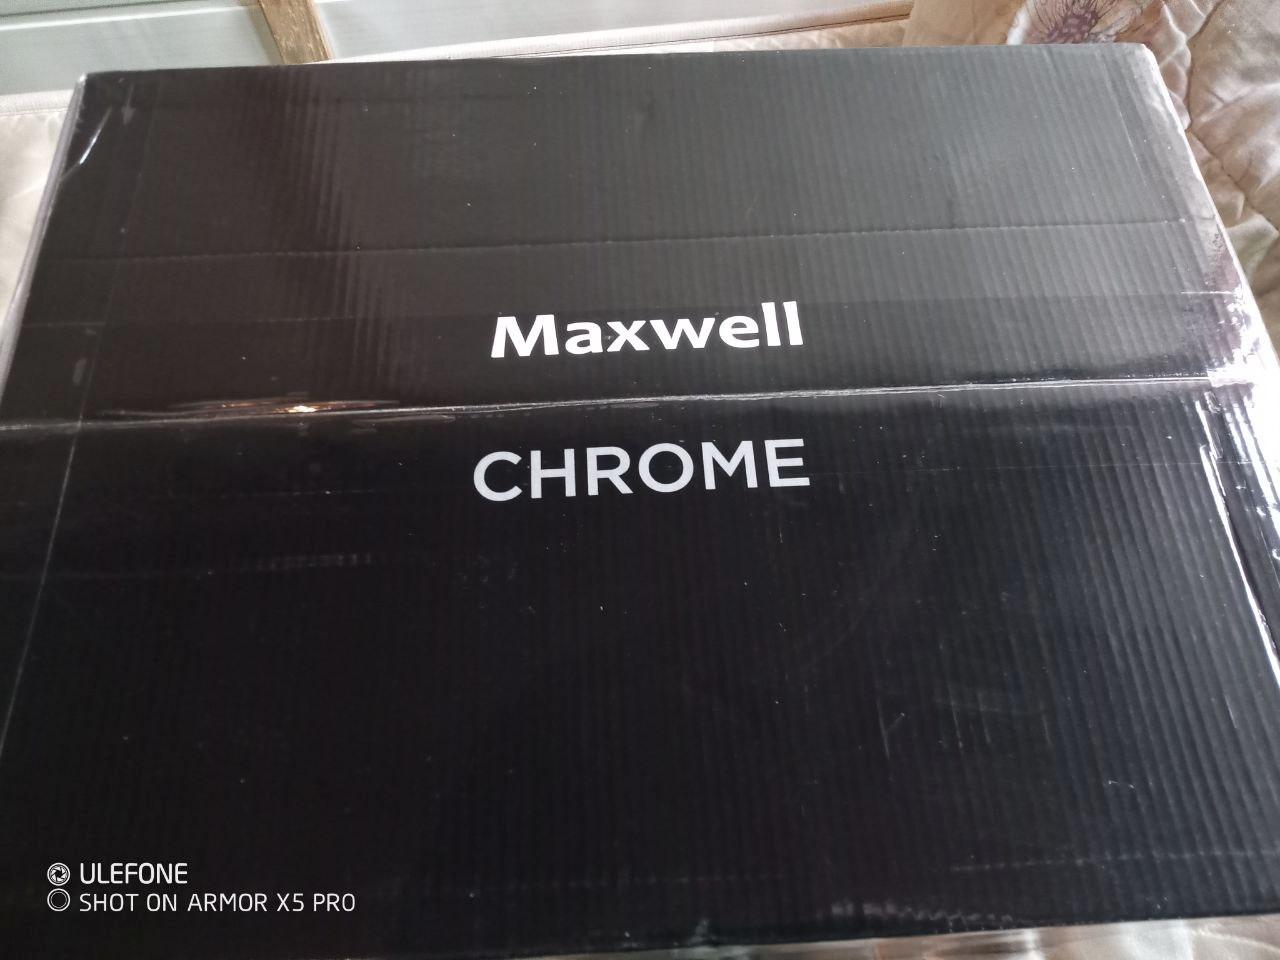 Maxwell
CHROME
ULEFONE
SHOT ON ARMOR X5 PRO